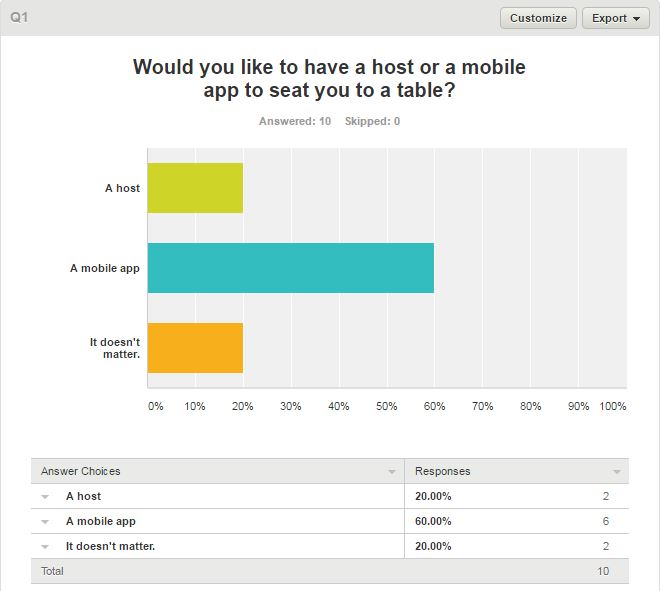 Q1
Customize
Export
Would you like to have a host or a mobile
app to seat you to a table?
Answered: 10 Skipped: 0
A host
A mobile app
It doesn't
matter.
0% 10% 20% 30% 40% 50% 60% 70% 80% 90% 100%
Answer Choices Responses
A host 20.00% 2
A mobile app 60.00% 6
It doesn't matter. 20.00% 2
Total 10